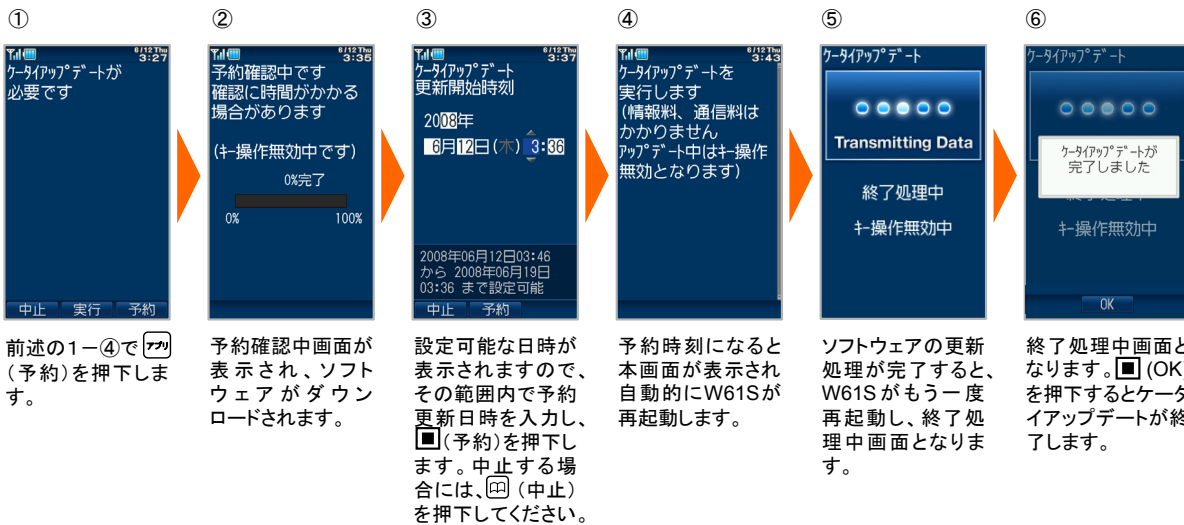 ①
6/12 Thu
3:27
ケータイアップデートが
必要です
中止 実行 予約
前述の1－④で アプリ
（予約）を押下しま
す。
②
6/12 Thu
3:35
予約確認中です
確認に時間がかかる
場合があります
(キー操作無効中です)
0%完了
0% 100%
予約確認中画面が
表示され、ソフト
ウェアがダウン
ロードされます。
③
6/12 Thu
3:37
ケータイアップデート
更新開始時刻
2008年
6月12日(木) 3:36
2008年06月12日03:46
から 2008年06月19日
03:36 まで設定可能
中止 予約
設定可能な日時が
表示されますので、
その範囲内で予約
更新日時を入力し、
(予約)を押下し
ます。中止する場
合には、（中止）
を押下してください。
④
6/12 Thu
3:43
ケータイアップデートを
実行します
(情報料、通信料は
かかりません
アップデート中はキー操作
無効となります)
予約時刻になると
本画面が表示され
自動的にW61Sが
再起動します。
⑤
ケータイアップデート
Transmitting Data
終了処理中
キー操作無効中
ソフトウェアの更新
処理が完了すると、
W61Sがもう一度
再起動し、終了処
理中画面となりま
す。
⑥
ケータイアップデート
ケータイアップデートが
完了しました
キー操作無効中
OK
終了処理中画面と
なります。(OK)
を押下するとケータ
イアップデートが終
了します。